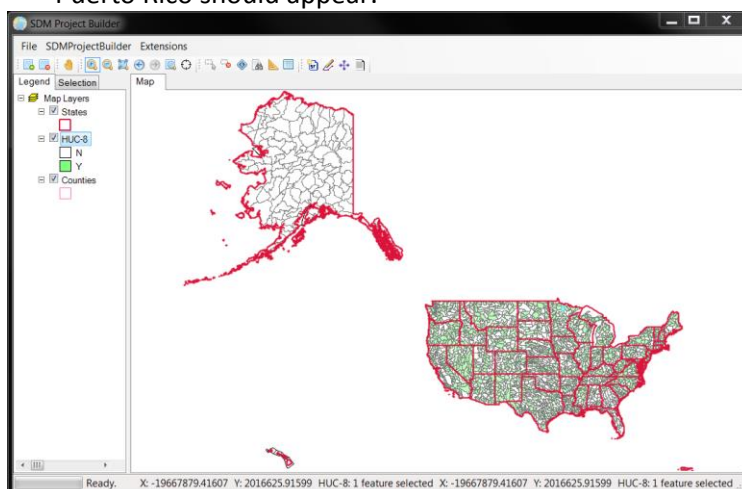 Puerto Rico should appear.
SDM Project Builder
File SDMProjectBuilder Extensions
Legend Selection Map
Map Layers
States
HUC-8
N
Y
Counties
Ready. X: -19667879.41607 Y: 2016625.91599 HUC-8: 1 feature selected X: -19667879.41607 Y: 2016625.91599 HUC-8: 1 feature selected